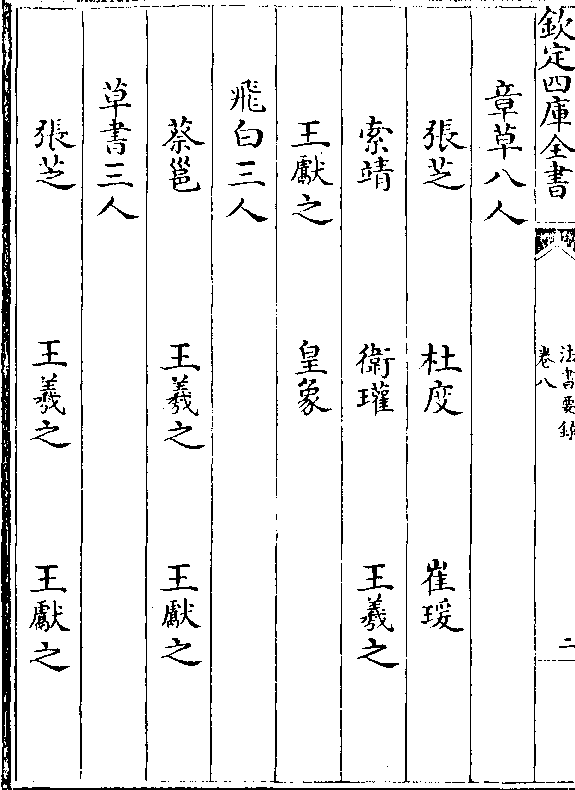 欽定四庫全書
法書要錄
卷八
二
章草八人
張芝 杜度 崔瑗
索靖 衛瓘 王羲之
王獻之 皇象
飛白三人
蔡邕 王羲之 王獻之
草書三人
張芝 王羲之 王獻之